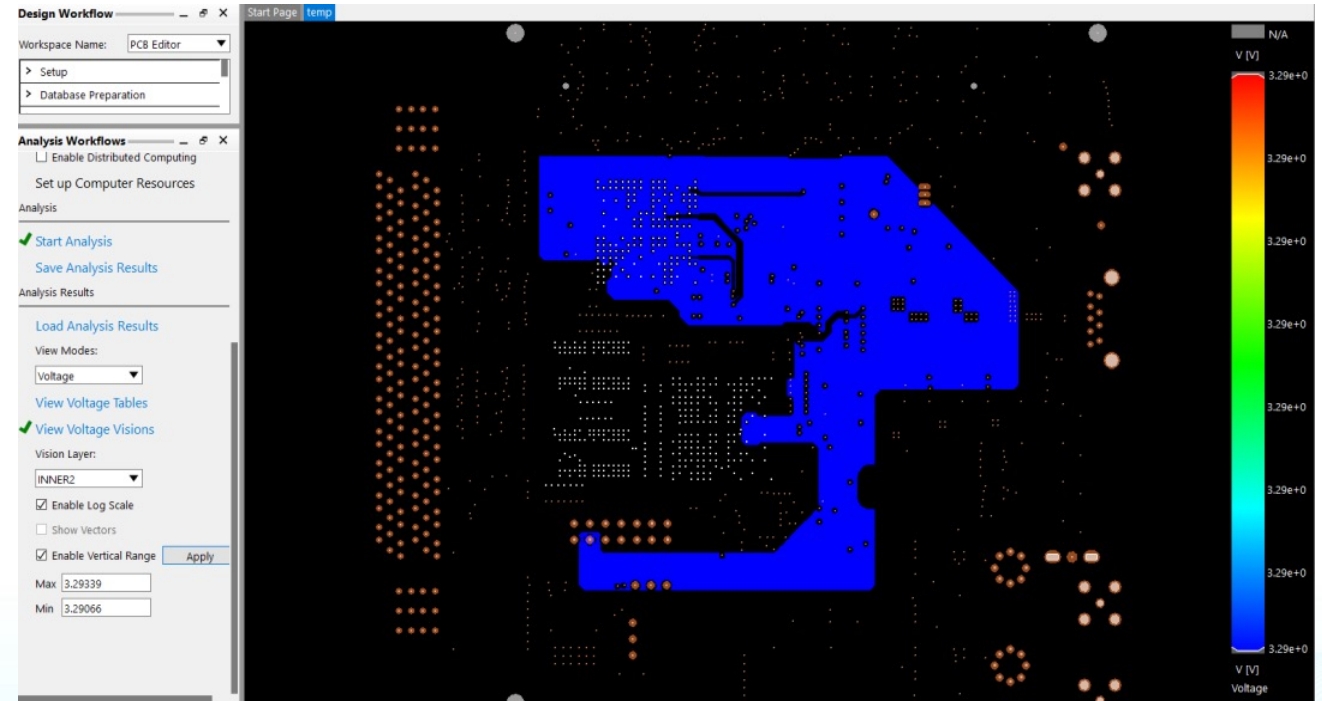 Design Workflow
Workspace Name: PCB Editor
> Setup
> Database Preparation
Analysis Workflows
Enable Distributed Computing
Set up Computer Resources
Analysis
Start Analysis
Save Analysis Results
Analysis Results
Load Analysis Results
View Modes:
Voltage
View Voltage Tables
View Voltage Visions
Vision Layer:
INNER2
Enable Log Scale
Show Vectors
Enable Vertical Range Apply
Max 3.29339
Min 3.29066
Start Page temp
N/A
V [V]
3.29e+0
3.29e+0
3.29e+0
3.29e+0
3.29e+0
3.29e+0
3.29e+0
3.29e+0
V [V]
Voltage